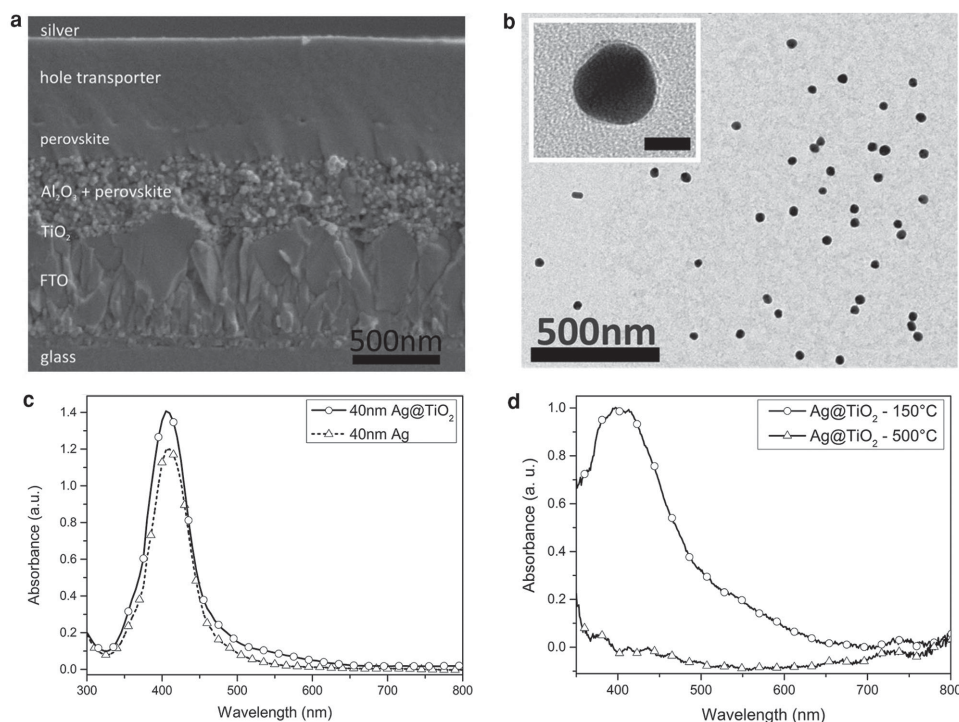 a
silver
hole transporter
perovskite
Al₂O₃ + perovskite
TiO₂
FTO
glass
500nm
b
500nm
c
40nm Ag@TiO₂
40nm Ag
1.4
1.2
1.0
0.8
0.6
0.4
0.2
0.0
Absorbance (a.u.)
300 400 500 600 700 800
Wavelength (nm)
d
Ag@TiO₂ - 150°C
Ag@TiO₂ - 500°C
1.0
0.8
0.6
0.4
0.2
0.0
Absorbance (a. u.)
400 500 600 700 800
Wavelength (nm)